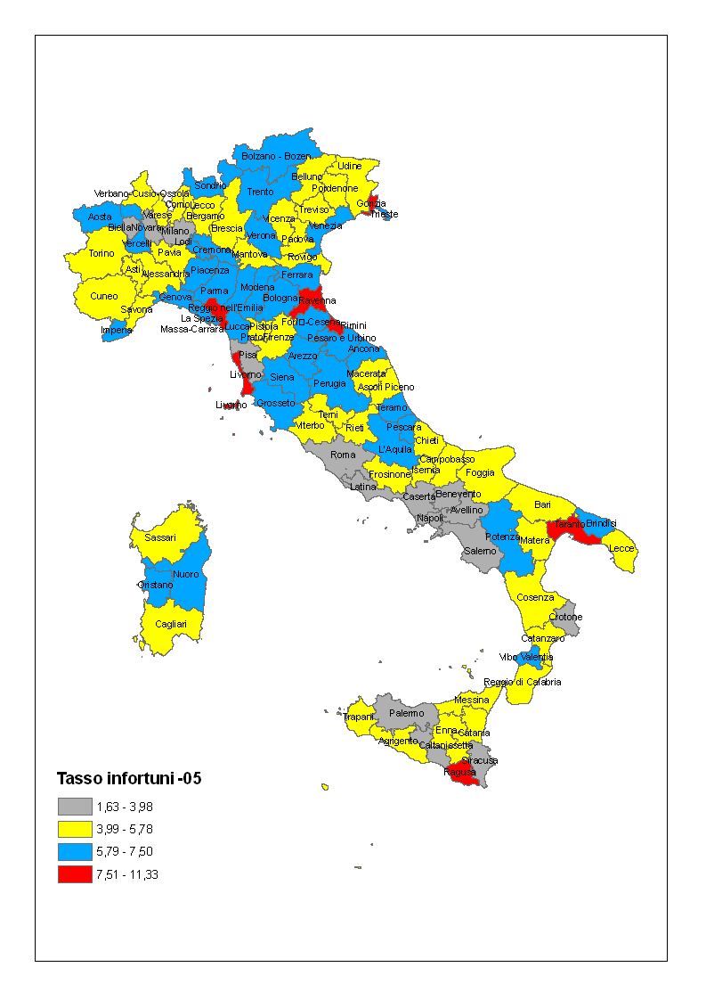 Bolzano - Bozen
Udine
Belluno
Sondrio
Pordenone
Verbano-Cusio-Ossola
Trento
Gorizia
Como
Lecco
Treviso
Trieste
Aosta
Varese
Bergamo
Vicenza
Biella
Novara
Milano
Brescia
Venezia
Verona
Padova
Lodi
Vercelli
Cremona
Torino
Pavia
Mantova
Rovigo
Asti
Alessandria
Piacenza
Ferrara
Cuneo
Parma
Modena
Genova
Bologna
Ravenna
Savona
Reggio nell'Emilia
La Spezia
Forlì-Cesena
Rimini
Imperia
Massa-Carrara
Lucca
Pistoia
Prato
Firenze
Pesaro e Urbino
Ancona
Pisa
Arezzo
Livorno
Siena
Macerata
Perugia
Ascoli Piceno
Livorno
Grosseto
Teramo
Terni
Viterbo
Rieti
Pescara
Chieti
L'Aquila
Roma
Campobasso
Isernia
Foggia
Frosinone
Latina
Caserta
Benevento
Bari
Avellino
Napoli
Taranto
Brindisi
Sassari
Potenza
Matera
Salerno
Lecce
Nuoro
Oristano
Cosenza
Cagliari
Crotone
Catanzaro
Vibo Valentia
Reggio di Calabria
Messina
Palermo
Trapani
Enna
Catania
Agrigento
Caltanissetta
Siracusa
Ragusa
Tasso infortuni -05
1,63 - 3,98
3,99 - 5,78
5,79 - 7,50
7,51 - 11,33